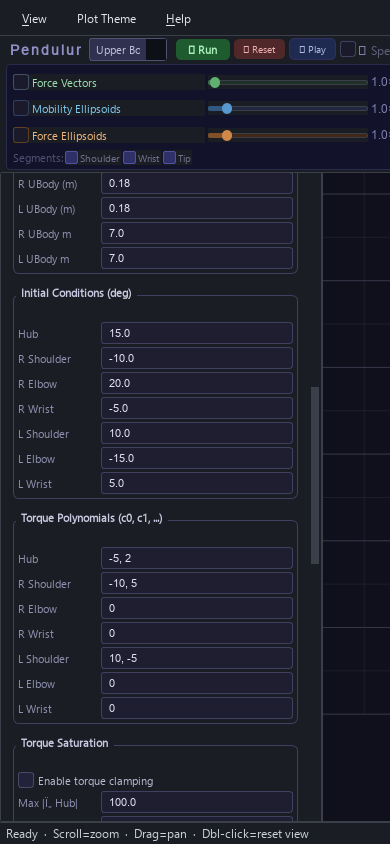 View Plot Theme Help
Pendulur Upper Bc Run Reset Play Spe
Force Vectors 1.0
Mobility Ellipsoids 1.0
Force Ellipsoids 1.0
Segments: Shoulder Wrist Tip
R UBody (m) 0.18
L UBody (m) 0.18
R UBody m 7.0
L UBody m 7.0
Initial Conditions (deg)
Hub 15.0
R Shoulder -10.0
R Elbow 20.0
R Wrist -5.0
L Shoulder 10.0
L Elbow -15.0
L Wrist 5.0
Torque Polynomials (c0, c1, ...)
Hub -5, 2
R Shoulder -10, 5
R Elbow 0
R Wrist 0
L Shoulder 10, -5
L Elbow 0
L Wrist 0
Torque Saturation
Enable torque clamping
Max |Ï„ Hub| 100.0
Ready · Scroll=zoom · Drag=pan · Dbl-click=reset view